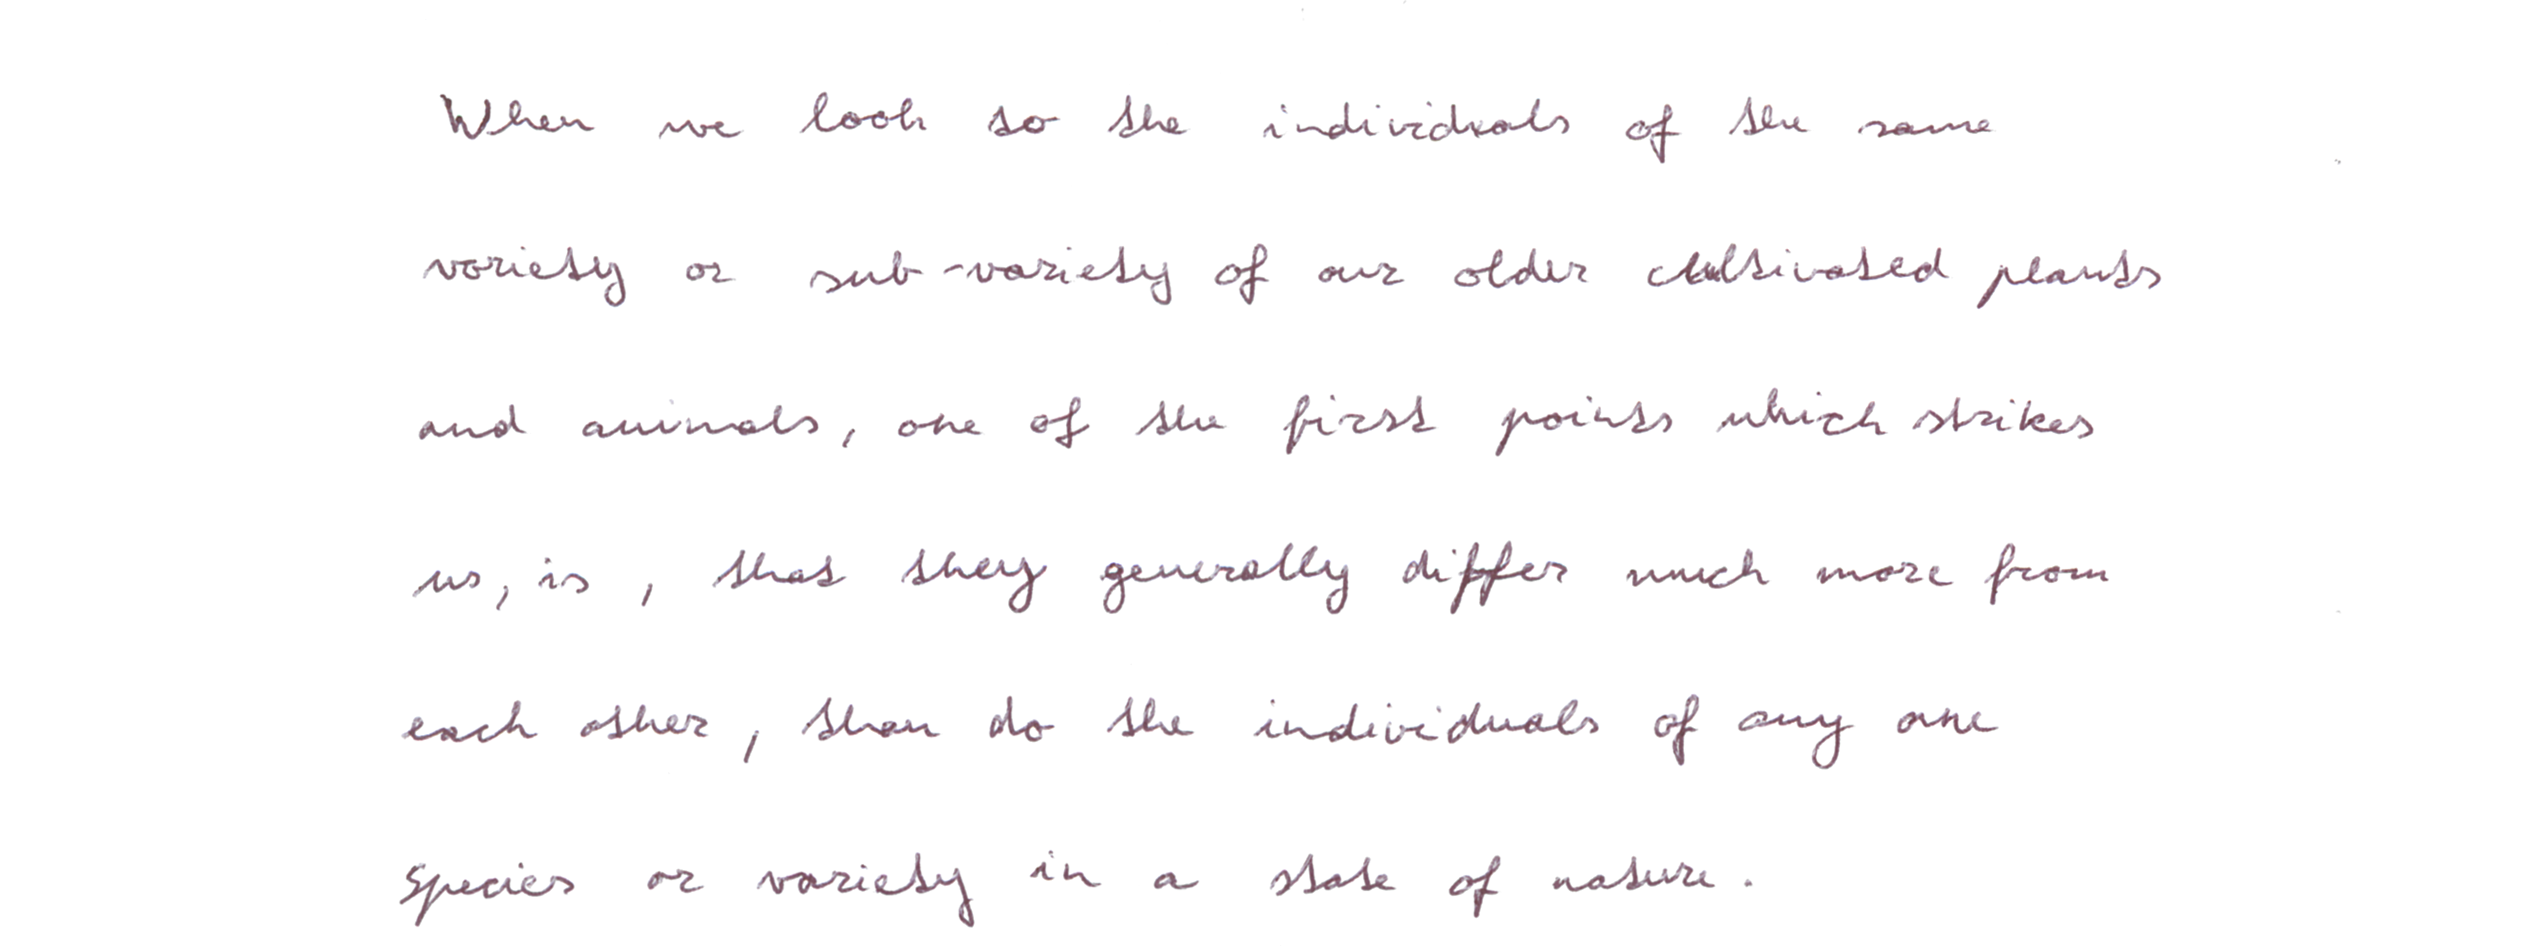 When we look to the individuals of the same
variety or sub-variety of our older cultivated plants
and animals, one of the first points which strikes
us, is, that they generally differ much more from
each other, than do the individuals of any one
species or variety in a state of nature.